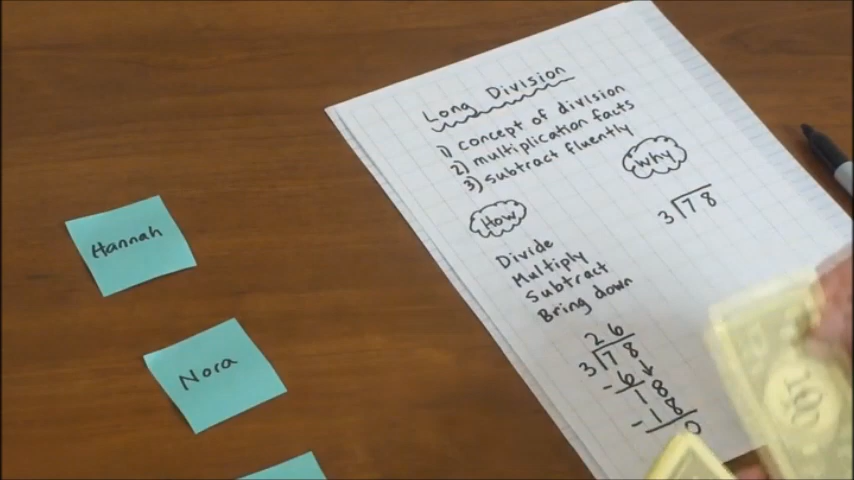 Long Division
1) concept of division
2) multiplication facts
3) subtract fluently
Why
3 78
How
Divide
Multiply
Subtract
Bring down
26
3 78
- 6↓
18
- 18
0
Hannah
Nora